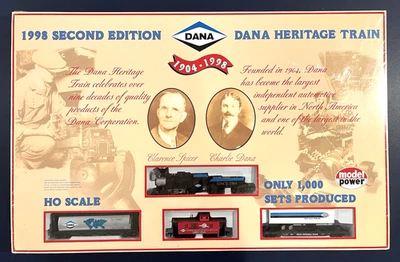 1998 SECOND EDITION
DANA
DANA HERITAGE TRAIN
1904-1998
The Dana Heritage
Train celebrates over
nine decades of quality
products of the
Dana Corporation.
Founded in 1904, Dana
has become the largest
independent automotive
supplier in North America
and one of the largest in the
world.
Clarence Spicer
Charlie Dana
model
power
HO SCALE
ONLY 1,000
SETS PRODUCED
DANA